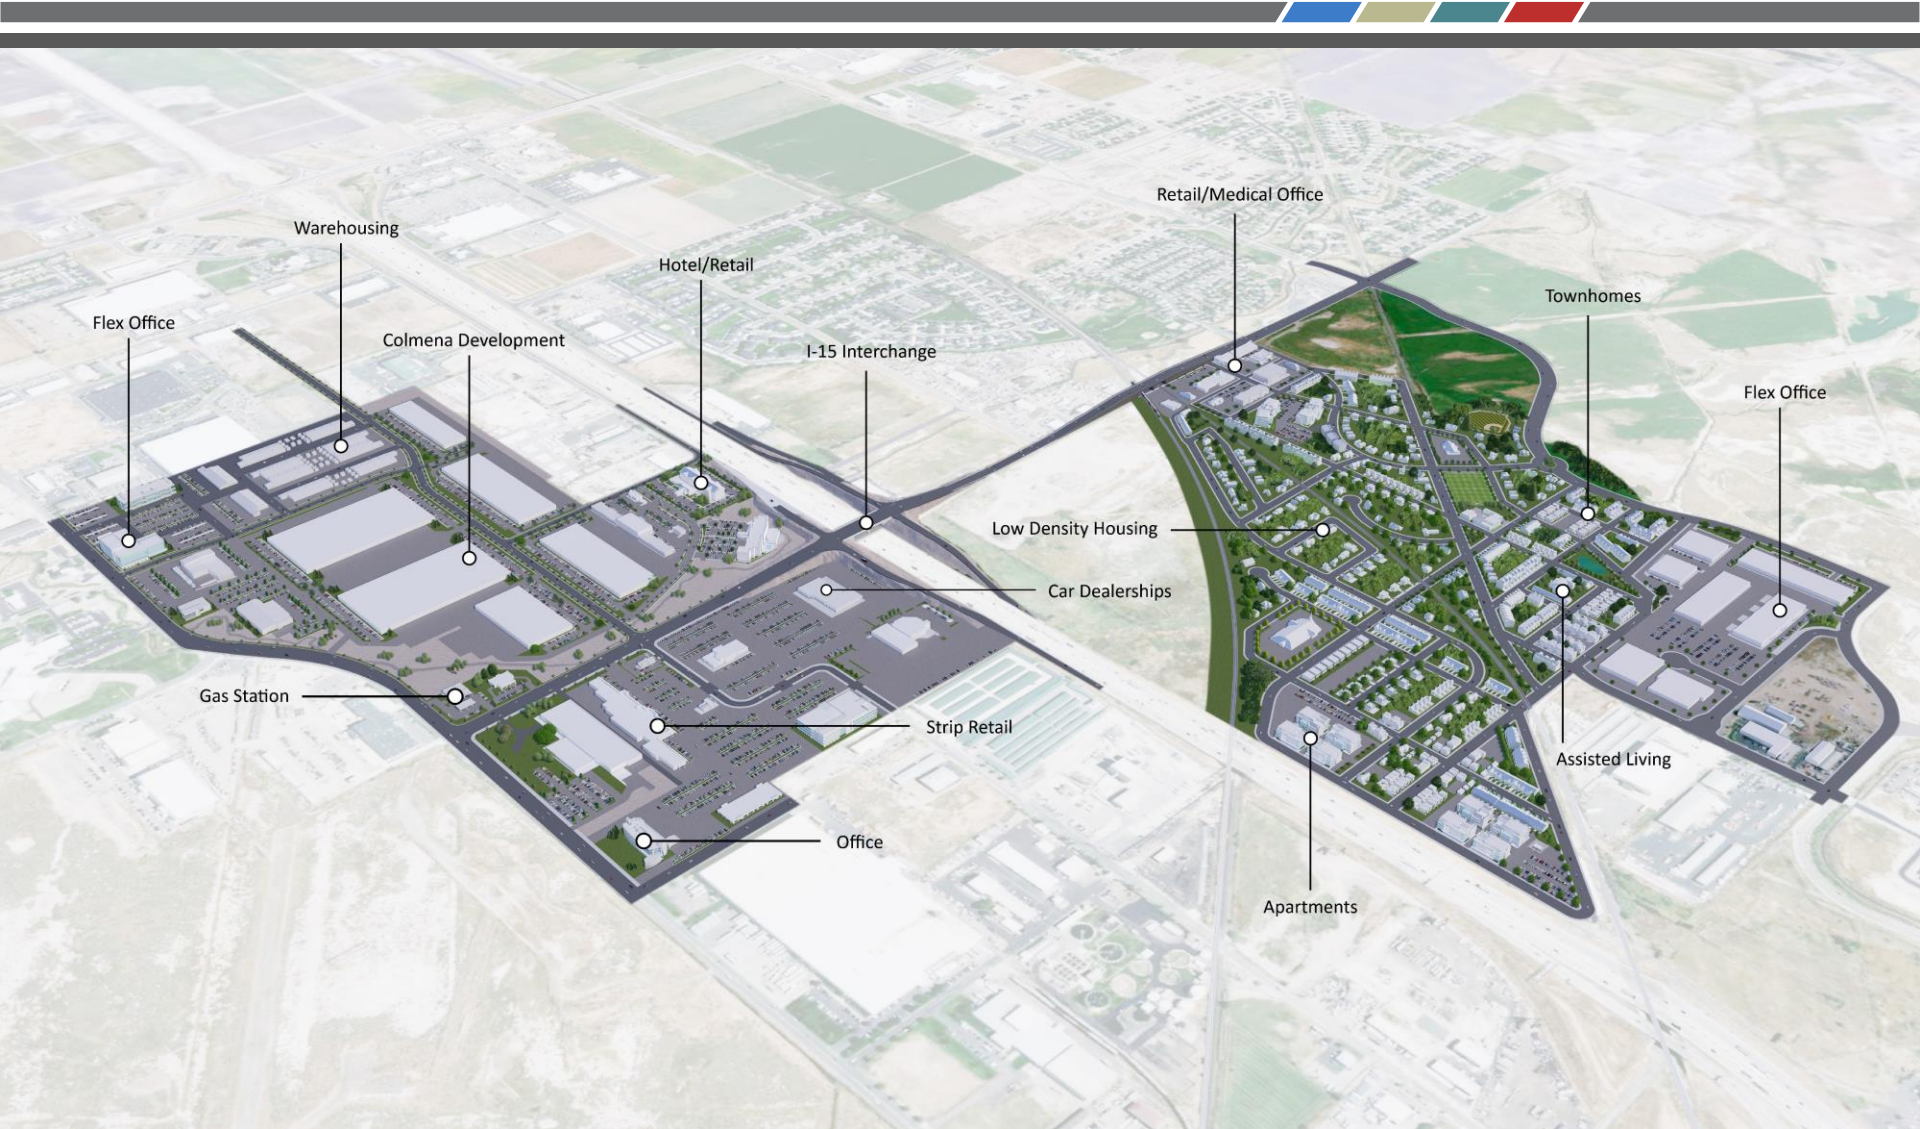 Retail/Medical Office
Warehousing
Hotel/Retail
Townhomes
Flex Office
Colmena Development
I-15 Interchange
Flex Office
Low Density Housing
Car Dealerships
Gas Station
Strip Retail
Assisted Living
Office
Apartments